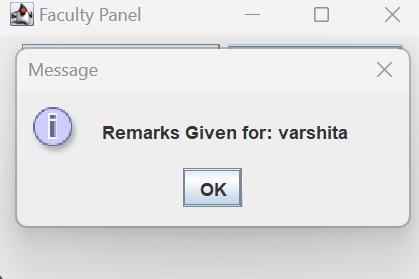 Faculty Panel
Message
Remarks Given for: varshita
OK